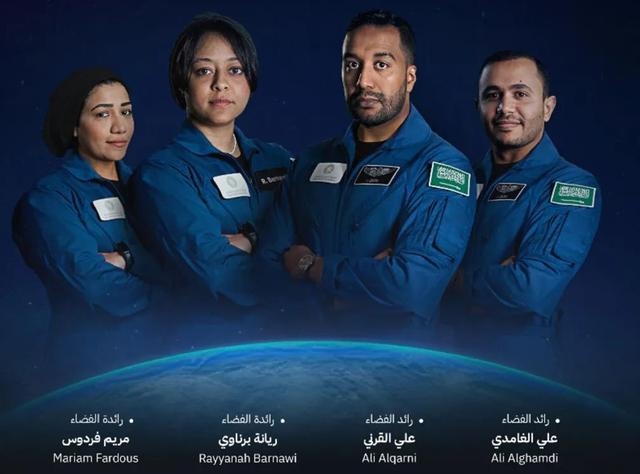 R. Barnawi
رائدة الفضاء
مريم فردوس
Mariam Fardous
رائدة الفضاء
ريانة برناوي
Rayyanah Barnawi
رائد الفضاء
علي القرني
Ali Alqarni
رائد الفضاء
علي الغامدي
Ali Alghamdi